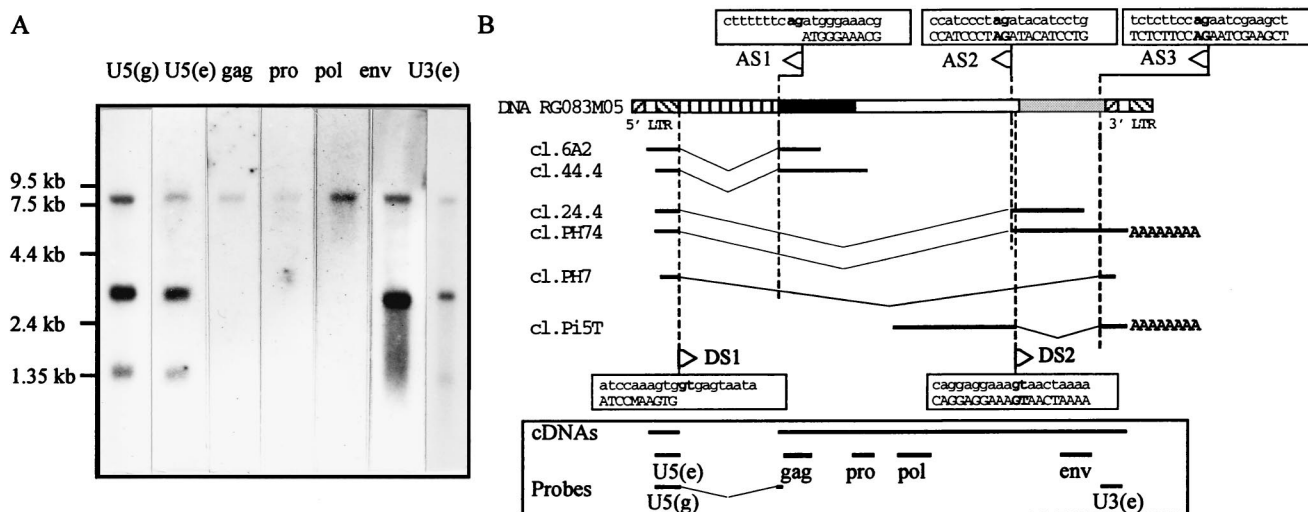 A
U5(g) U5(e) gag pro pol env U3(e)
9.5 kb
7.5 kb
4.4 kb
2.4 kb
1.35 kb
B
cttttttcagatgggaaacg
ATGGGAAACG
AS1
ccatccctagatacatcctg
CCATCCCTAGATACATCCTG
AS2
tctcttccagaatcgaagct
TCTCTTCCAGAATCGAAGCT
AS3
DNA RG083M05
5' LTR
3' LTR
cl.6A2
cl.44.4
cl.24.4
cl.PH74 AAAAAAAA
cl.PH7
cl.Pi5T AAAAAAAA
DS1
DS2
atccaaagtggtgagtaata
ATCCMAAGTG
caggaggaaagtaactaaaa
CAGGAGGAAAGTAACTAAAA
cDNAs
Probes
U5(e) gag pro pol env
U5(g) U3(e)